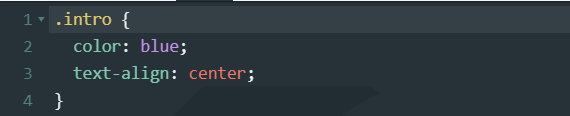 1 .intro {
2   color: blue;
3   text-align: center;
4 }